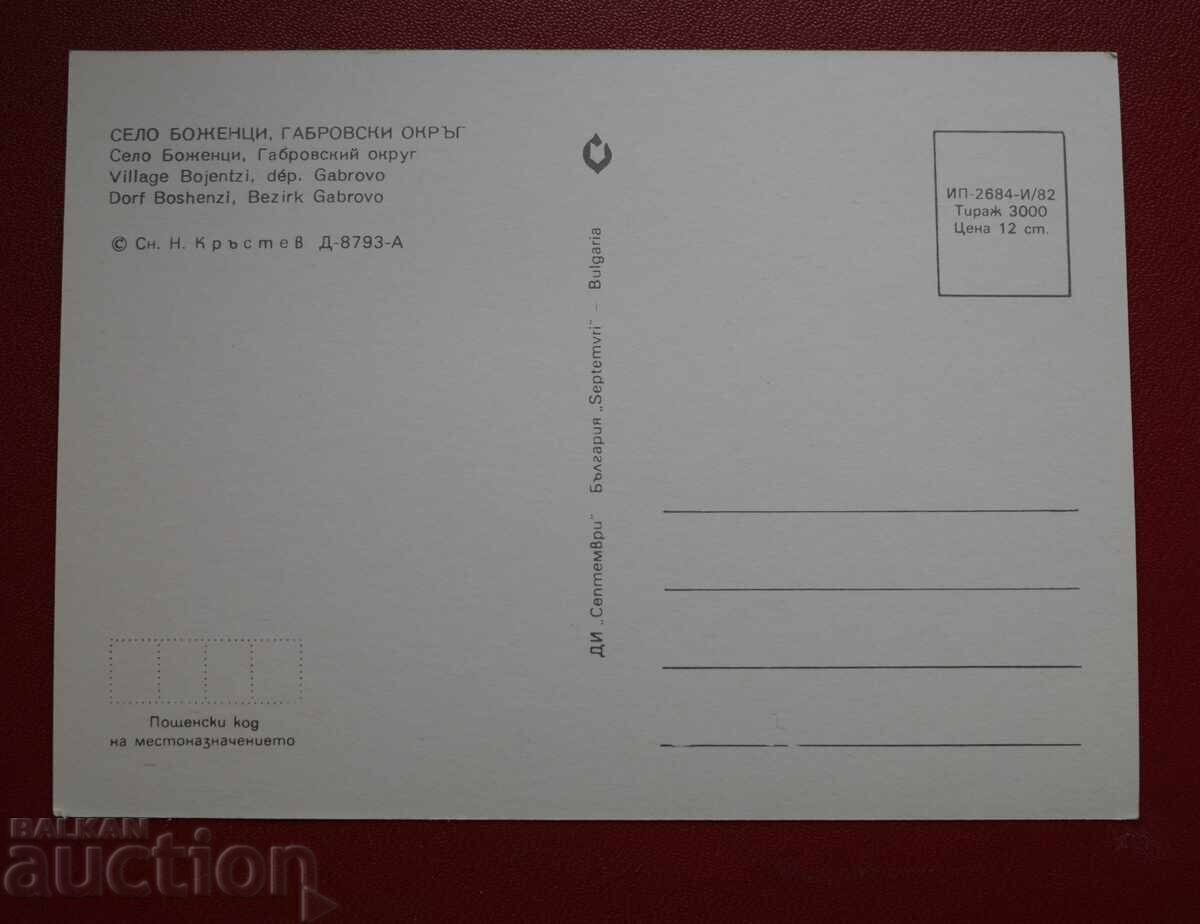 СЕЛО БОЖЕНЦИ, ГАБРОВСКИ ОКРЪГ
Село Боженци, Габровский округ
Village Bojentzi, dép. Gabrovo
Dorf Boshenzi, Bezirk Gabrovo
© Сн. Н. Кръстев Д-8793-А
ДИ „Септември" България „Septemvri" – Bulgaria
ИП-2684-И/82
Тираж 3000
Цена 12 ст.
Пощенски код
на местоназначението
BALKAN
auction